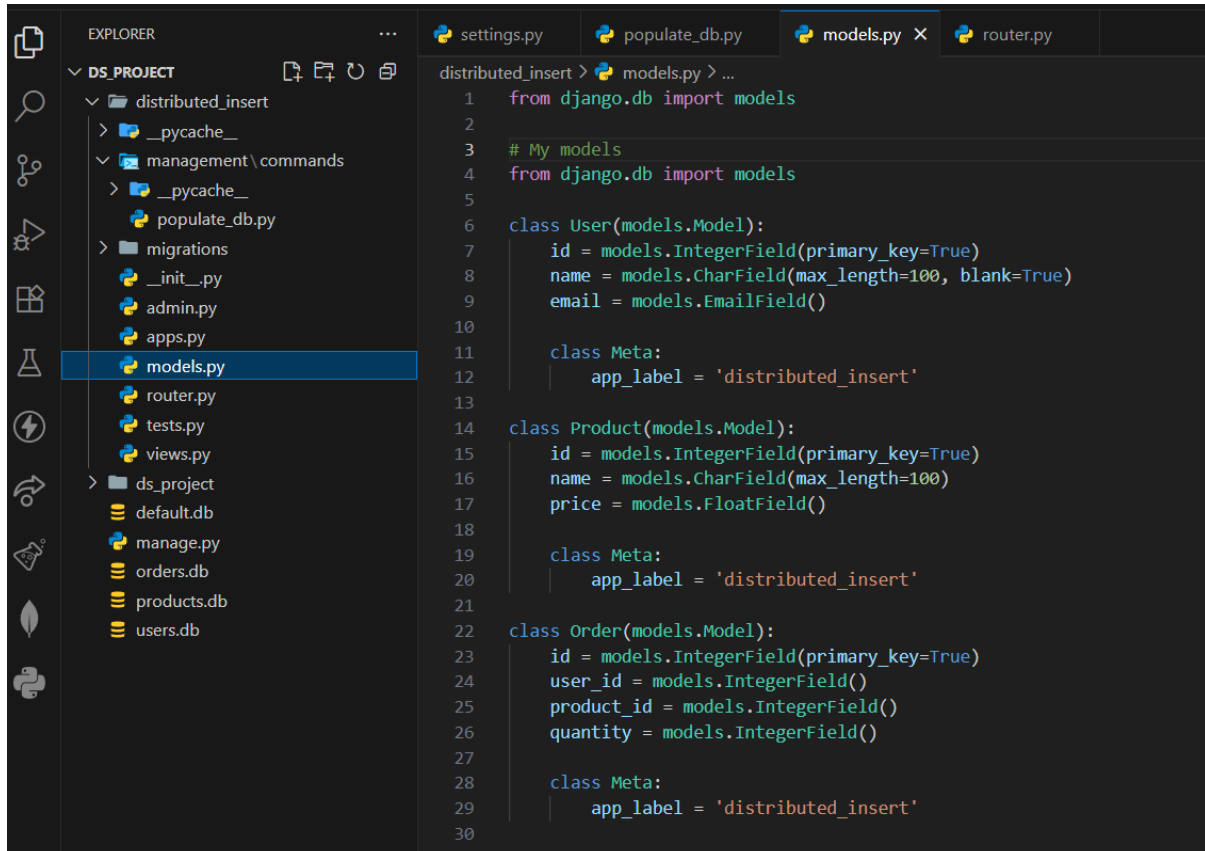 EXPLORER
...
DS_PROJECT
distributed_insert
__pycache__
management\commands
__pycache__
populate_db.py
migrations
__init__.py
admin.py
apps.py
models.py
router.py
tests.py
views.py
ds_project
default.db
manage.py
orders.db
products.db
users.db
settings.py
populate_db.py
models.py
router.py
distributed_insert > models.py > ...
1 from django.db import models
2
3 # My models
4 from django.db import models
5
6 class User(models.Model):
7     id = models.IntegerField(primary_key=True)
8     name = models.CharField(max_length=100, blank=True)
9     email = models.EmailField()
10
11     class Meta:
12         app_label = 'distributed_insert'
13
14 class Product(models.Model):
15     id = models.IntegerField(primary_key=True)
16     name = models.CharField(max_length=100)
17     price = models.FloatField()
18
19     class Meta:
20         app_label = 'distributed_insert'
21
22 class Order(models.Model):
23     id = models.IntegerField(primary_key=True)
24     user_id = models.IntegerField()
25     product_id = models.IntegerField()
26     quantity = models.IntegerField()
27
28     class Meta:
29         app_label = 'distributed_insert'
30